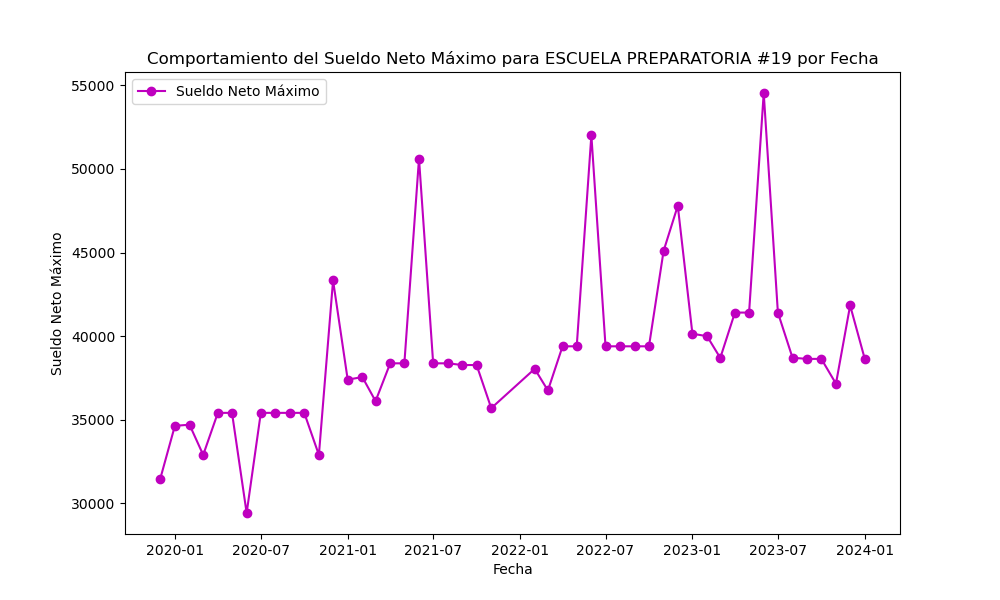 Comportamiento del Sueldo Neto Máximo para ESCUELA PREPARATORIA #19 por Fecha
Sueldo Neto Máximo
55000
50000
45000
40000
35000
30000
Sueldo Neto Máximo
2020-01 2020-07 2021-01 2021-07 2022-01 2022-07 2023-01 2023-07 2024-01
Fecha